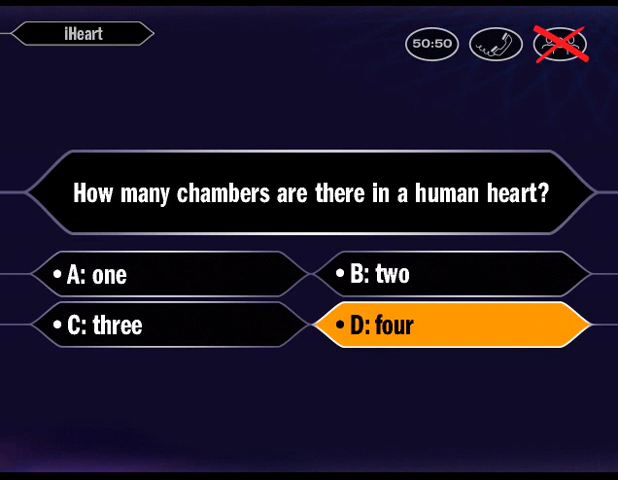 iHeart
50:50
How many chambers are there in a human heart?
• A: one
• B: two
• C: three
• D: four